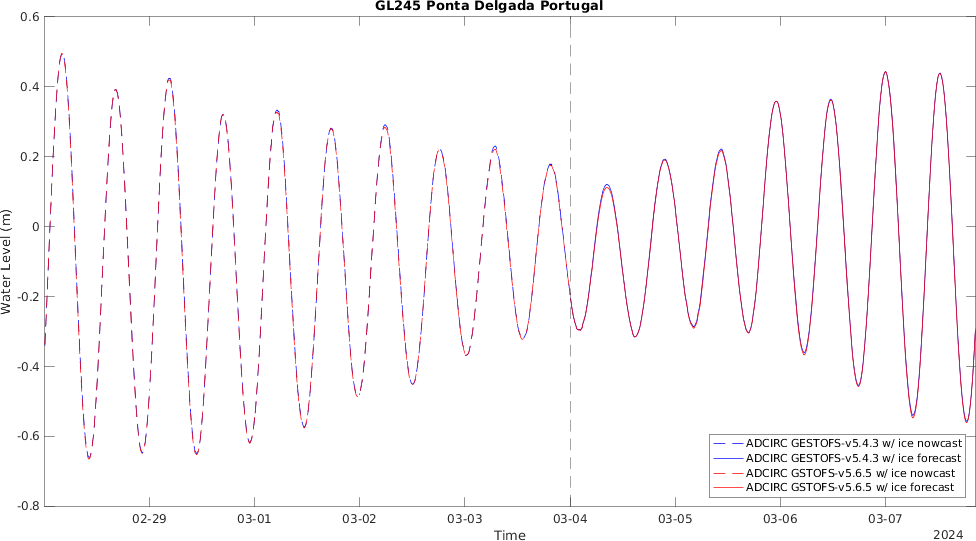 GL245 Ponta Delgada Portugal
0.6
0.4
0.2
0
-0.2
-0.4
-0.6
-0.8
Water Level (m)
ADCIRC GESTOFS-v5.4.3 w/ ice nowcast
ADCIRC GESTOFS-v5.4.3 w/ ice forecast
ADCIRC GSTOFS-v5.6.5 w/ ice nowcast
ADCIRC GSTOFS-v5.6.5 w/ ice forecast
02-29 03-01 03-02 03-03 03-04 03-05 03-06 03-07
Time
2024